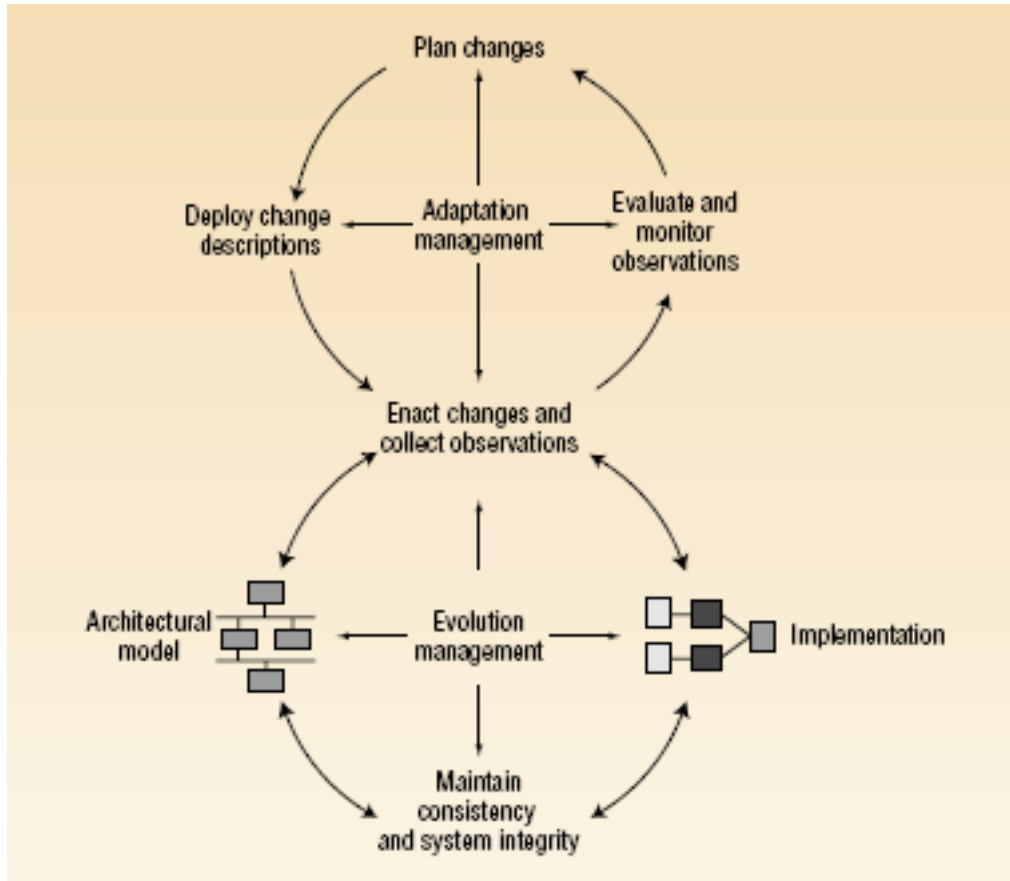 Plan changes
Deploy change
descriptions
Adaptation
management
Evaluate and
monitor
observations
Enact changes and
collect observations
Architectural
model
Evolution
management
Implementation
Maintain
consistency
and system integrity